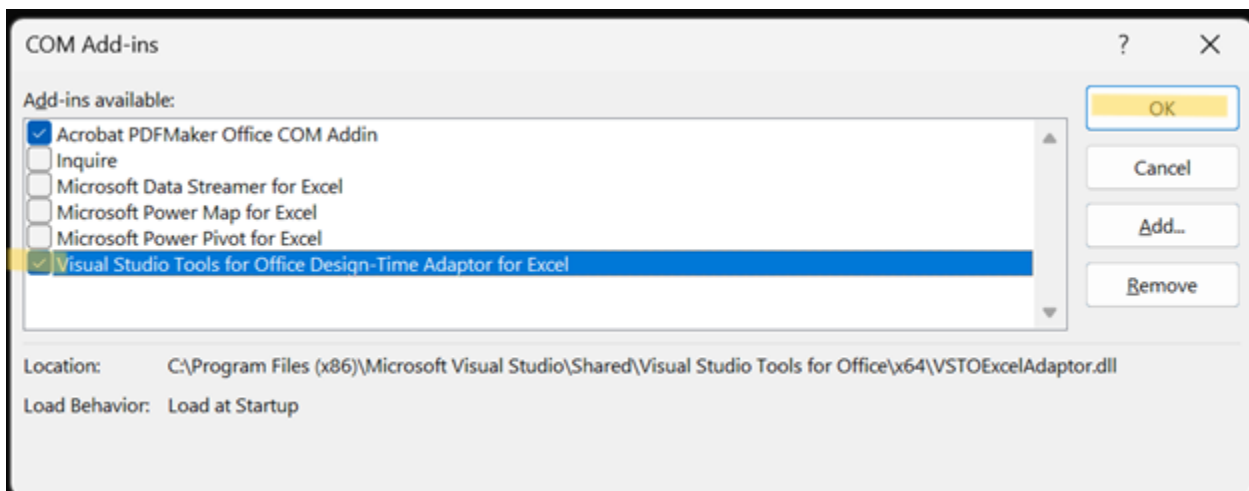 COM Add-ins
?
Add-ins available:
Acrobat PDFMaker Office COM Addin
Inquire
Microsoft Data Streamer for Excel
Microsoft Power Map for Excel
Microsoft Power Pivot for Excel
Visual Studio Tools for Office Design-Time Adaptor for Excel
OK
Cancel
Add...
Remove
Location: C:\Program Files (x86)\Microsoft Visual Studio\Shared\Visual Studio Tools for Office\x64\VSTOExcelAdaptor.dll
Load Behavior: Load at Startup